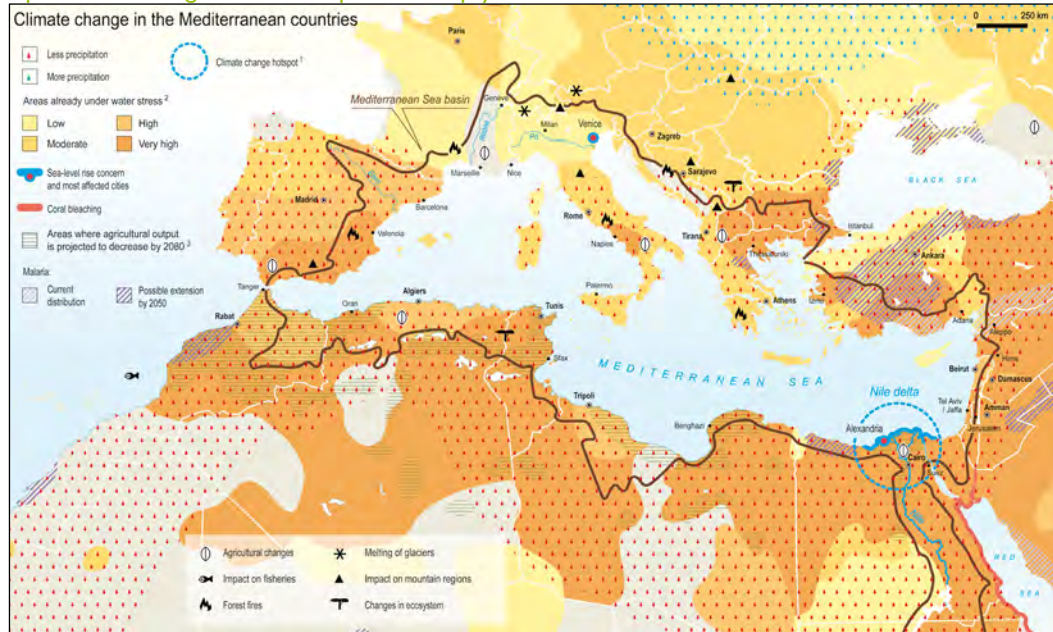 Climate change in the Mediterranean countries
Less precipitation
More precipitation
Climate change hotspot 1
Areas already under water stress 2
Low
High
Moderate
Very high
Sea-level rise concern
and most affected cities
Coral bleaching
Areas where agricultural output
is projected to decrease by 2080 3
Malaria:
Current
distribution
Possible extension
by 2050
0 250 km
Mediterranean Sea basin
Paris
Genève
Rhône
Milan
Po
Venice
Zagreb
Marseille
Nice
Sarajevo
BLACK SEA
Madrid
Barcelona
Valencia
Rome
Naples
Tirana
Thessaloniki
Istanbul
Ankara
Tanger
Oran
Algiers
Tunis
Palermo
Athens
Izmir
Adana
Aleppo
Rabat
Sfax
MEDITERRANEAN SEA
Beirut
Homs
Damascus
Tripoli
Benghazi
Nile delta
Tel Aviv
/ Jaffa
Amman
Alexandria
Jerusalem
Cairo
Suez
Nile
RED
SEA
Agricultural changes
Melting of glaciers
Impact on fisheries
Impact on mountain regions
Forest fires
Changes in ecosystem